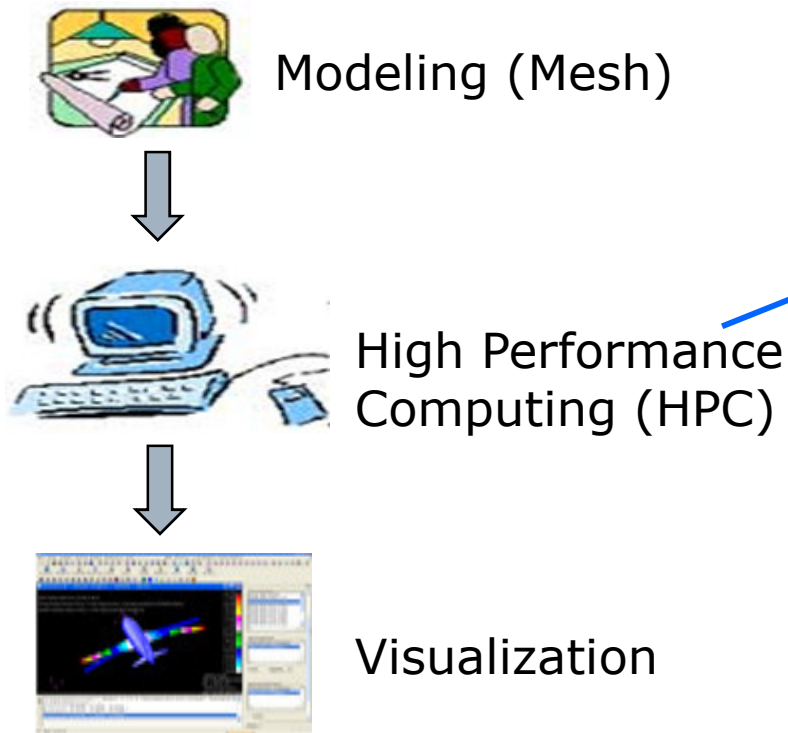 Modeling (Mesh)
High Performance
Computing (HPC)
Visualization